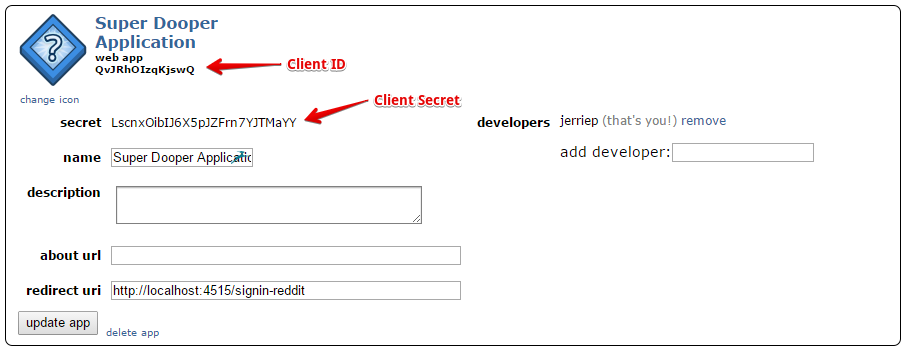 Super Dooper
Application
web app
QvJRhOIzqKjswQ
Client ID
change icon
Client Secret
secret LscnxOibIJ6X5pJZFrn7YJTMaYY
developers jerriep (that's you!) remove
add developer:
name Super Dooper Applicatio
description
about url
redirect uri http://localhost:4515/signin-reddit
update app delete app